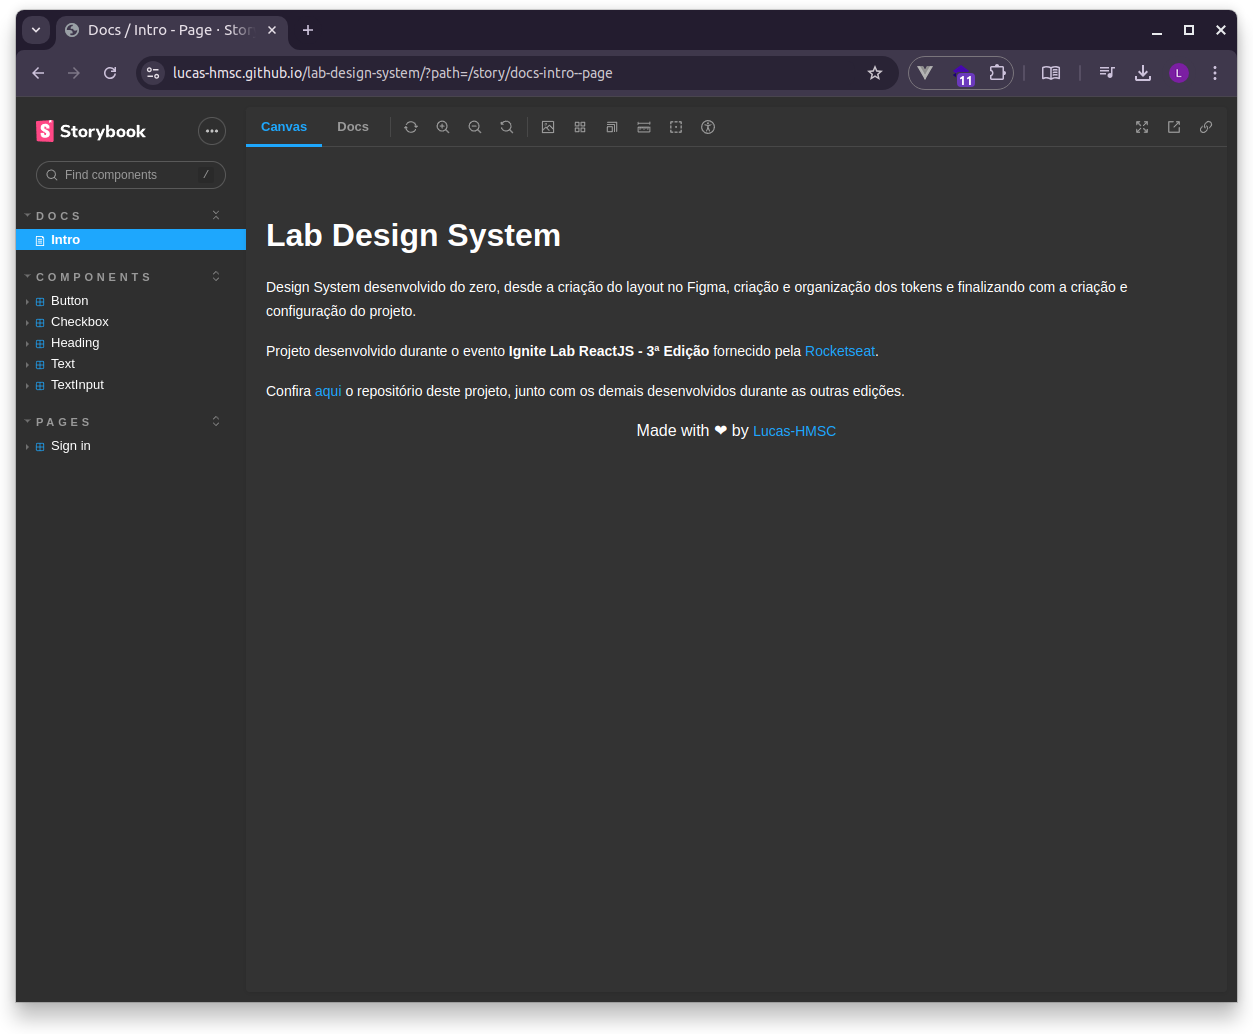 Docs / Intro - Page · Stor
lucas-hmsc.github.io/lab-design-system/?path=/story/docs-intro--page
11
L
Storybook
Canvas
Docs
Find components
/
DOCS
Intro
COMPONENTS
Button
Checkbox
Heading
Text
TextInput
PAGES
Sign in
Lab Design System
Design System desenvolvido do zero, desde a criação do layout no Figma, criação e organização dos tokens e finalizando com a criação e
configuração do projeto.
Projeto desenvolvido durante o evento Ignite Lab ReactJS - 3ª Edição fornecido pela Rocketseat.
Confira aqui o repositório deste projeto, junto com os demais desenvolvidos durante as outras edições.
Made with ❤ by Lucas-HMSC